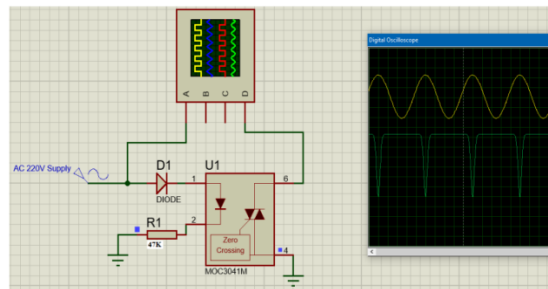 Digital Oscilloscope
A
B
C
D
AC 220V Supply
D1
DIODE
U1
1
6
2
4
R1
47K
Zero
Crossing
MOC3041M